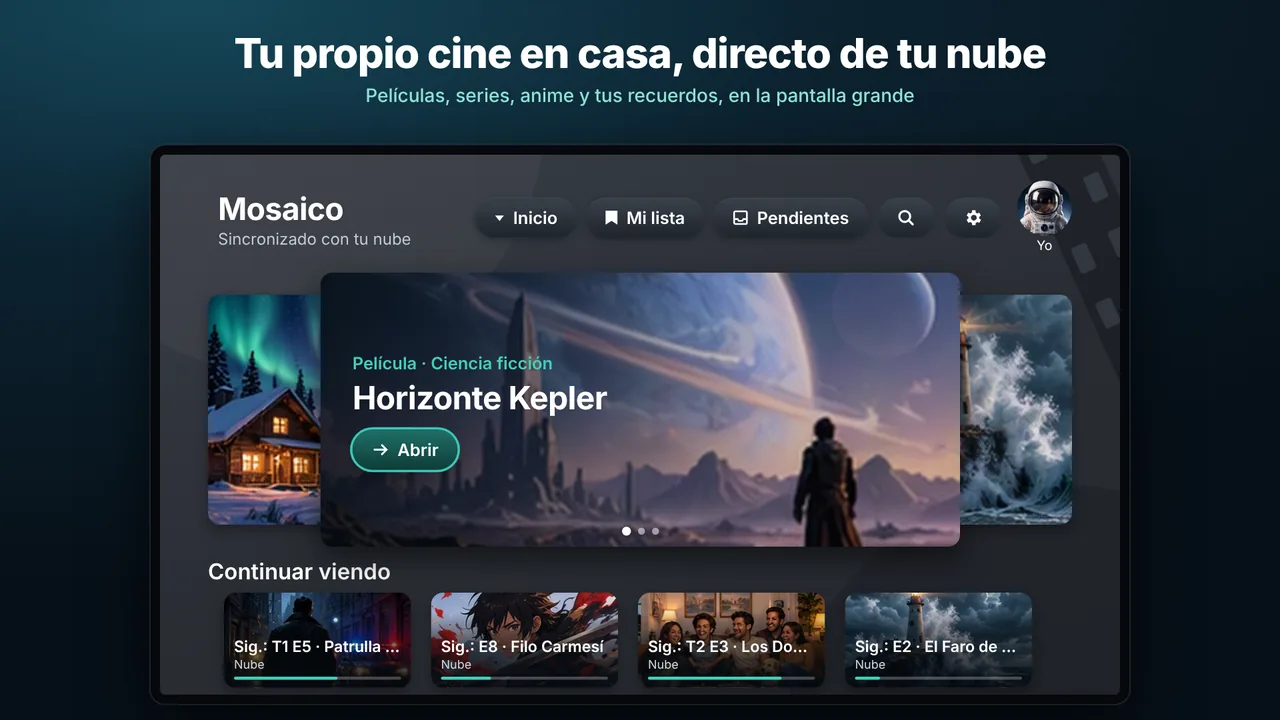 Tu propio cine en casa, directo de tu nube
Películas, series, anime y tus recuerdos, en la pantalla grande
Mosaico
Sincronizado con tu nube
Inicio
Mi lista
Pendientes
Yo
Película · Ciencia ficción
Horizonte Kepler
Abrir
Continuar viendo
Sig.: T1 E5 · Patrulla ...
Nube
Sig.: E8 · Filo Carmesí
Nube
Sig.: T2 E3 · Los Do...
Nube
Sig.: E2 · El Faro de ...
Nube